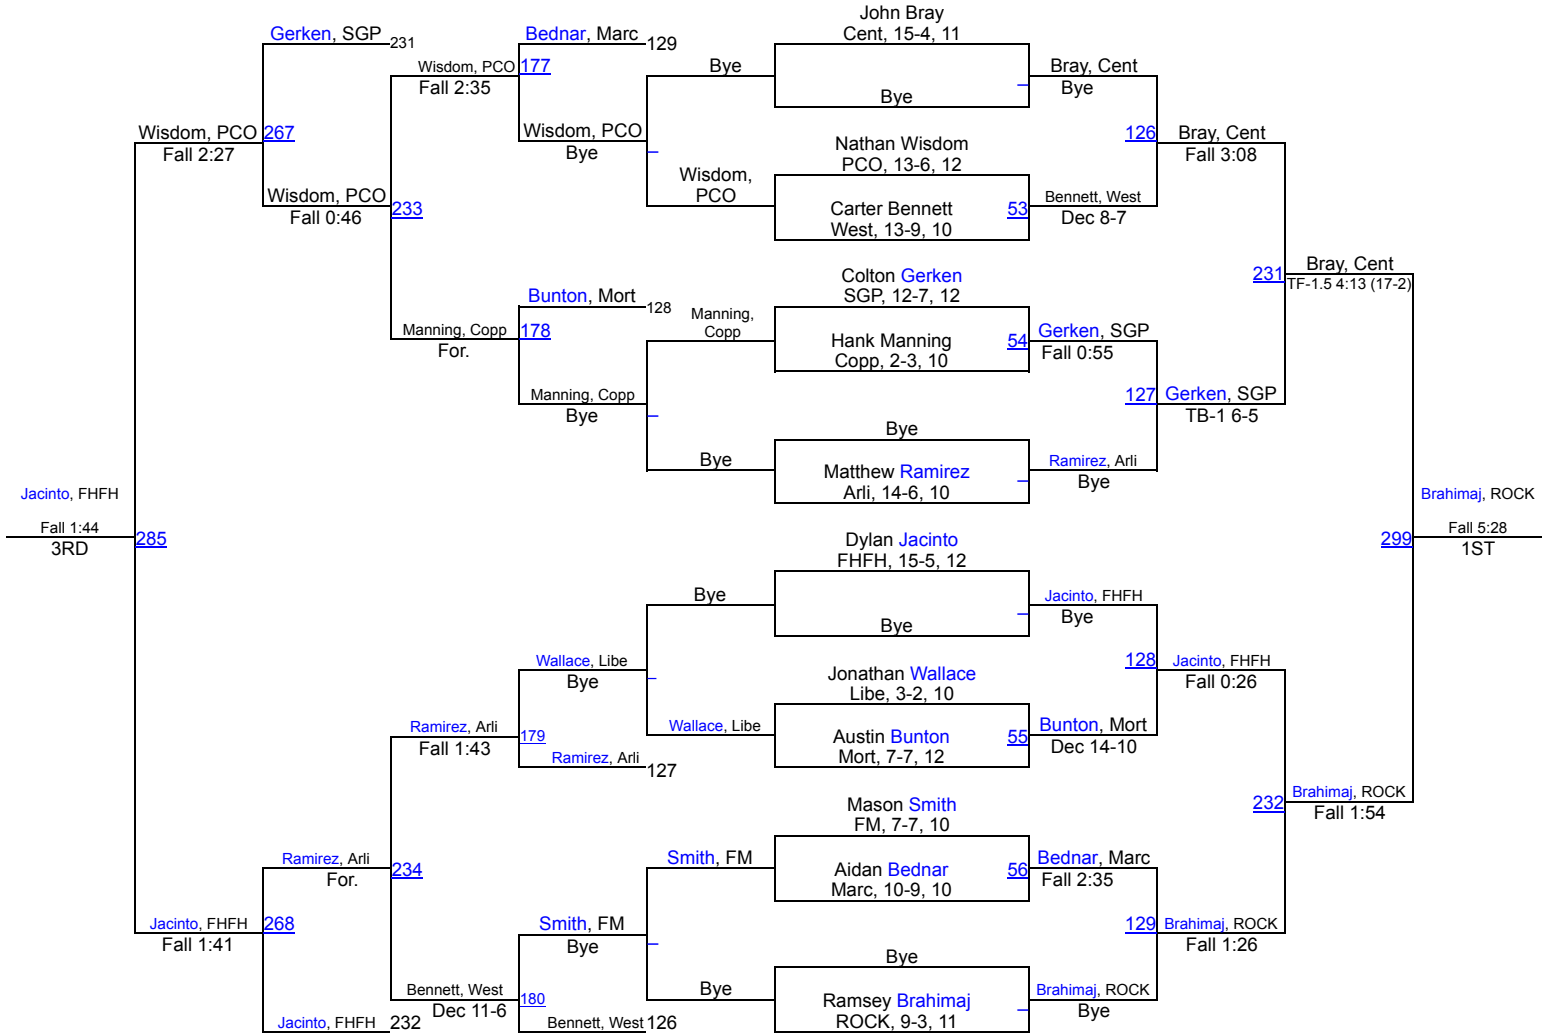 John Bray
Cent, 15-4, 11
Gerken, SGP 231
Bednar, Marc 129
Wisdom, PCO 177
Fall 2:35
Bye
Bray, Cent
Bye
Bye
Wisdom, PCO 267
Fall 2:27
Wisdom, PCO
Bye
Nathan Wisdom
PCO, 13-6, 12
126 Bray, Cent
Fall 3:08
Wisdom, PCO 233
Fall 0:46
Wisdom,
PCO
Carter Bennett 53
West, 13-9, 10
Bennett, West
Dec 8-7
Colton Gerken
SGP, 12-7, 12
231 Bray, Cent
TF-1.5 4:13 (17-2)
Bunton, Mort 128
Manning,
Copp
Manning, Copp 178
For.
Hank Manning 54
Copp, 2-3, 10
Gerken, SGP
Fall 0:55
Manning, Copp
Bye
127 Gerken, SGP
TB-1 6-5
Bye
Bye
Matthew Ramirez
Arli, 14-6, 10
Ramirez, Arli
Bye
Jacinto, FHFH
Fall 1:44
3RD
285
Brahimaj, ROCK
Fall 5:28
1ST
299
Dylan Jacinto
FHFH, 15-5, 12
Bye
Jacinto, FHFH
Bye
Bye
Wallace, Libe
Bye
Jonathan Wallace
Libe, 3-2, 10
128 Jacinto, FHFH
Fall 0:26
Ramirez, Arli 179
Fall 1:43
Wallace, Libe
Austin Bunton 55
Mort, 7-7, 12
Bunton, Mort
Dec 14-10
Ramirez, Arli 127
Mason Smith
FM, 7-7, 10
232 Brahimaj, ROCK
Fall 1:54
Ramirez, Arli 234
For.
Smith, FM
Aidan Bednar 56
Marc, 10-9, 10
Bednar, Marc
Fall 2:35
Jacinto, FHFH 268
Fall 1:41
Smith, FM
Bye
129 Brahimaj, ROCK
Fall 1:26
Bye
Bennett, West 180
Dec 11-6
Bye
Ramsey Brahimaj
ROCK, 9-3, 11
Brahimaj, ROCK
Bye
Jacinto, FHFH 232
Bennett, West 126